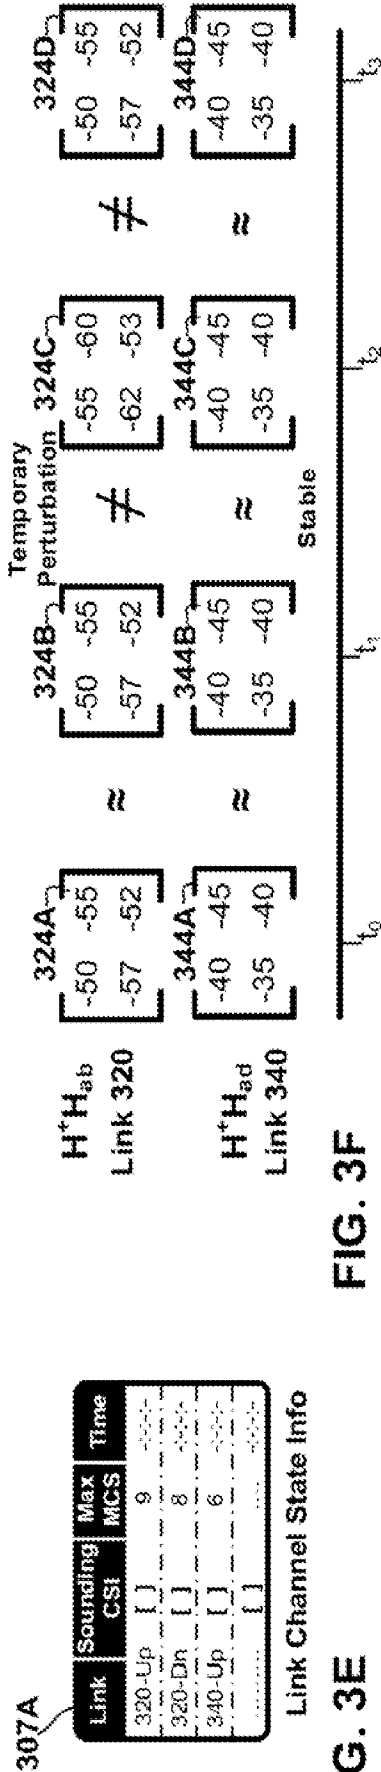 307A
Link Sounding CSI Max MCS Time
320-Up [ ] 9 -:-:-
320-Dn [ ] 8 -:-:-
340-Up [ ] 6 -:-:-
........ [ ] .... -:-:-
Link Channel State Info
G. 3E
Temporary
Perturbation
324A 324B 324C 324D
H⁺Hab
Link 320
-50 -55 ≈ -50 -55 ≠ -55 -60 ≠ -50 -55
-57 -52 -57 -52 -62 -53 -57 -52
344A 344B 344C 344D
H⁺Had
Link 340
-40 -45 ≈ -40 -45 ≈ -40 -45 ≈ -40 -45
-35 -40 -35 -40 -35 -40 -35 -40
Stable
t0 t1 t2 t3
FIG. 3F